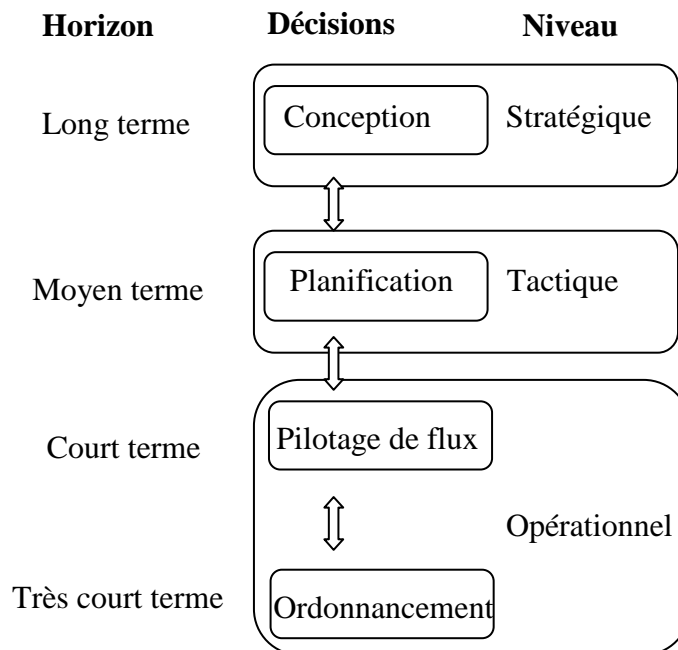 Horizon Décisions Niveau
Long terme Conception Stratégique
Moyen terme Planification Tactique
Court terme Pilotage de flux
Opérationnel
Très court terme Ordonnancement